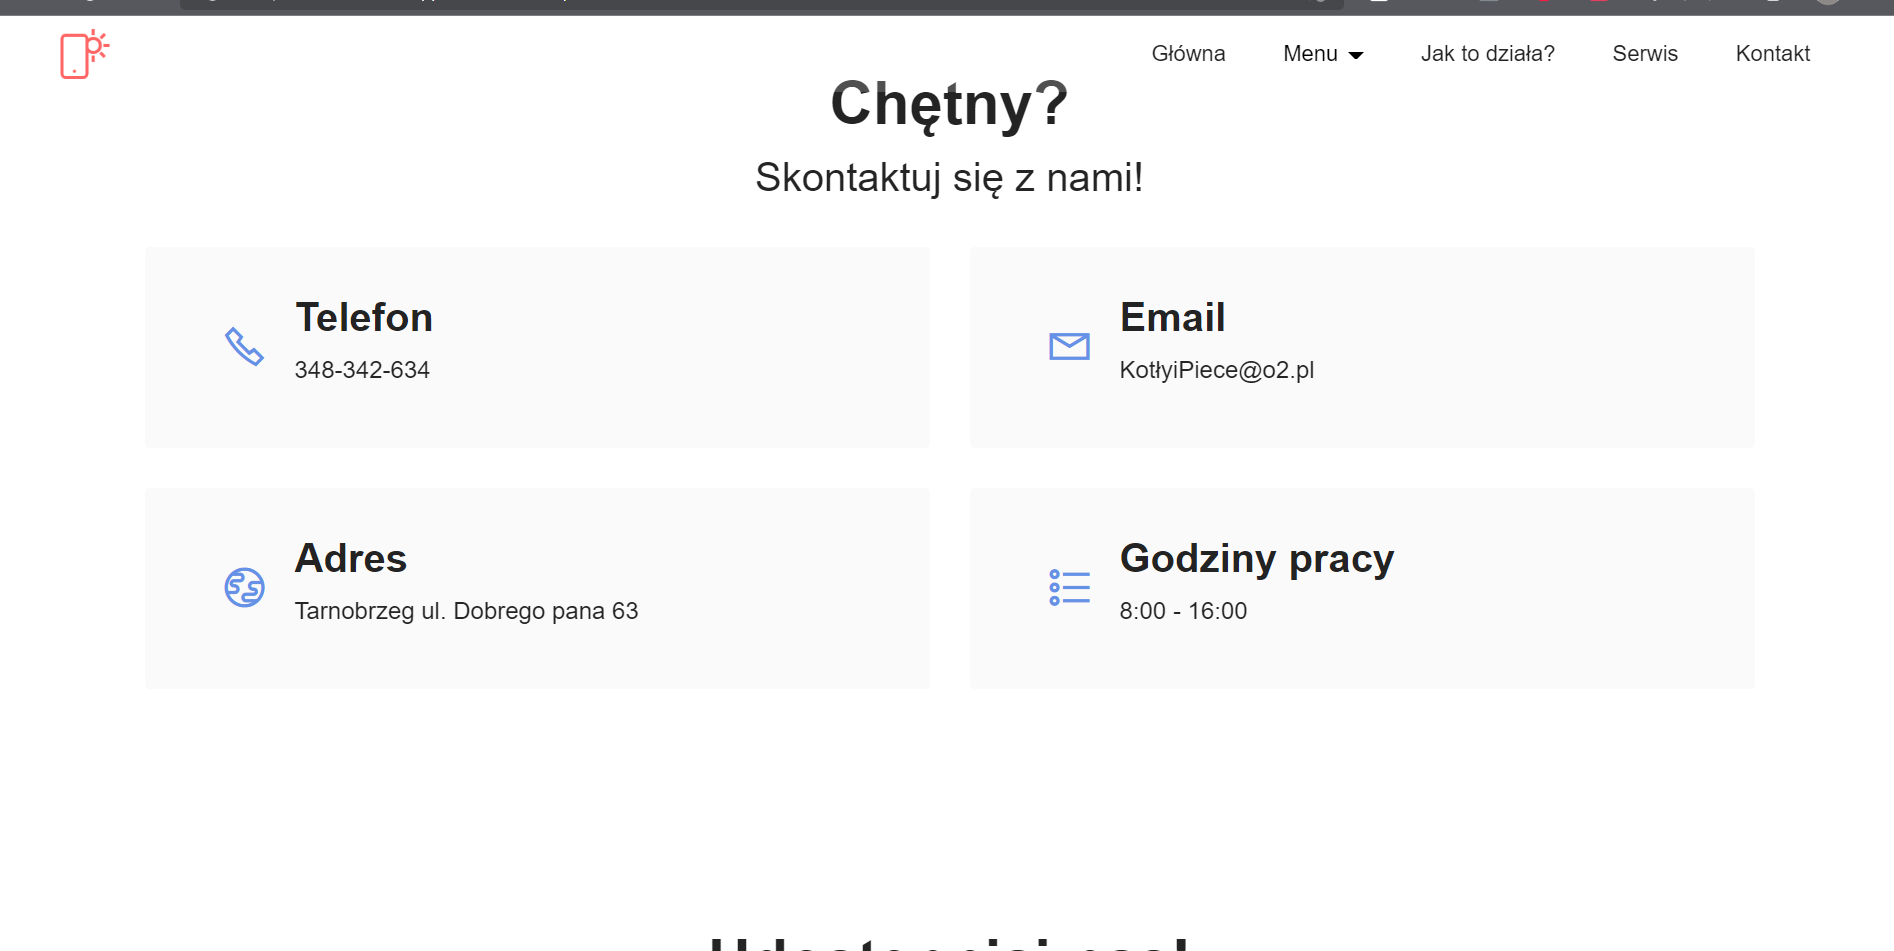 Główna Menu Jak to działa? Serwis Kontakt
Chętny?
Skontaktuj się z nami!
Telefon
348-342-634
Email
KotłyiPiece@o2.pl
Adres
Tarnobrzeg ul. Dobrego pana 63
Godziny pracy
8:00 - 16:00